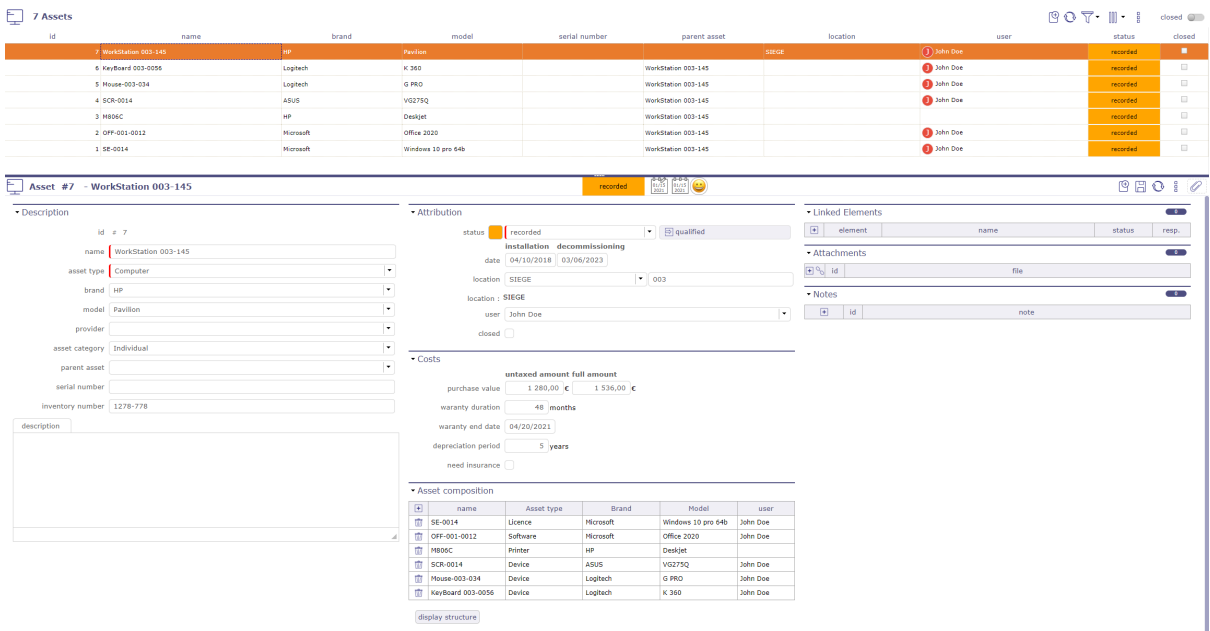 7 Assets closed
id name brand model serial number parent asset location user status closed
7 WorkStation 003-145 HP Pavilion SIEGE J John Doe recorded
6 KeyBoard 003-0056 Logitech K 360 WorkStation 003-145 J John Doe recorded
5 Mouse-003-034 Logitech G PRO WorkStation 003-145 J John Doe recorded
4 SCR-0014 ASUS VG275Q WorkStation 003-145 J John Doe recorded
3 M806C HP Deskjet WorkStation 003-145 recorded
2 OFF-001-0012 Microsoft Office 2020 WorkStation 003-145 J John Doe recorded
1 SE-0014 Microsoft Windows 10 pro 64b WorkStation 003-145 J John Doe recorded
Asset #7 - WorkStation 003-145 recorded 01/15 2021 01/15 2021
Description
id # 7
name WorkStation 003-145
asset type Computer
brand HP
model Pavilion
provider
asset category Individual
parent asset
serial number
inventory number 1278-778
description
Attribution
status recorded qualified
installation decommissioning
date 04/10/2018 03/06/2023
location SIEGE 003
location : SIEGE
user John Doe
closed
Costs
untaxed amount full amount
purchase value 1 280,00 € 1 536,00 €
waranty duration 48 months
waranty end date 04/20/2021
depreciation period 5 years
need insurance
Asset composition
name Asset type Brand Model user
SE-0014 Licence Microsoft Windows 10 pro 64b John Doe
OFF-001-0012 Software Microsoft Office 2020 John Doe
M806C Printer HP DeskJet
SCR-0014 Device ASUS VG275Q John Doe
Mouse-003-034 Device Logitech G PRO John Doe
KeyBoard 003-0056 Device Logitech K 360 John Doe
display structure
Linked Elements
element name status resp.
Attachments
id file
Notes
id note